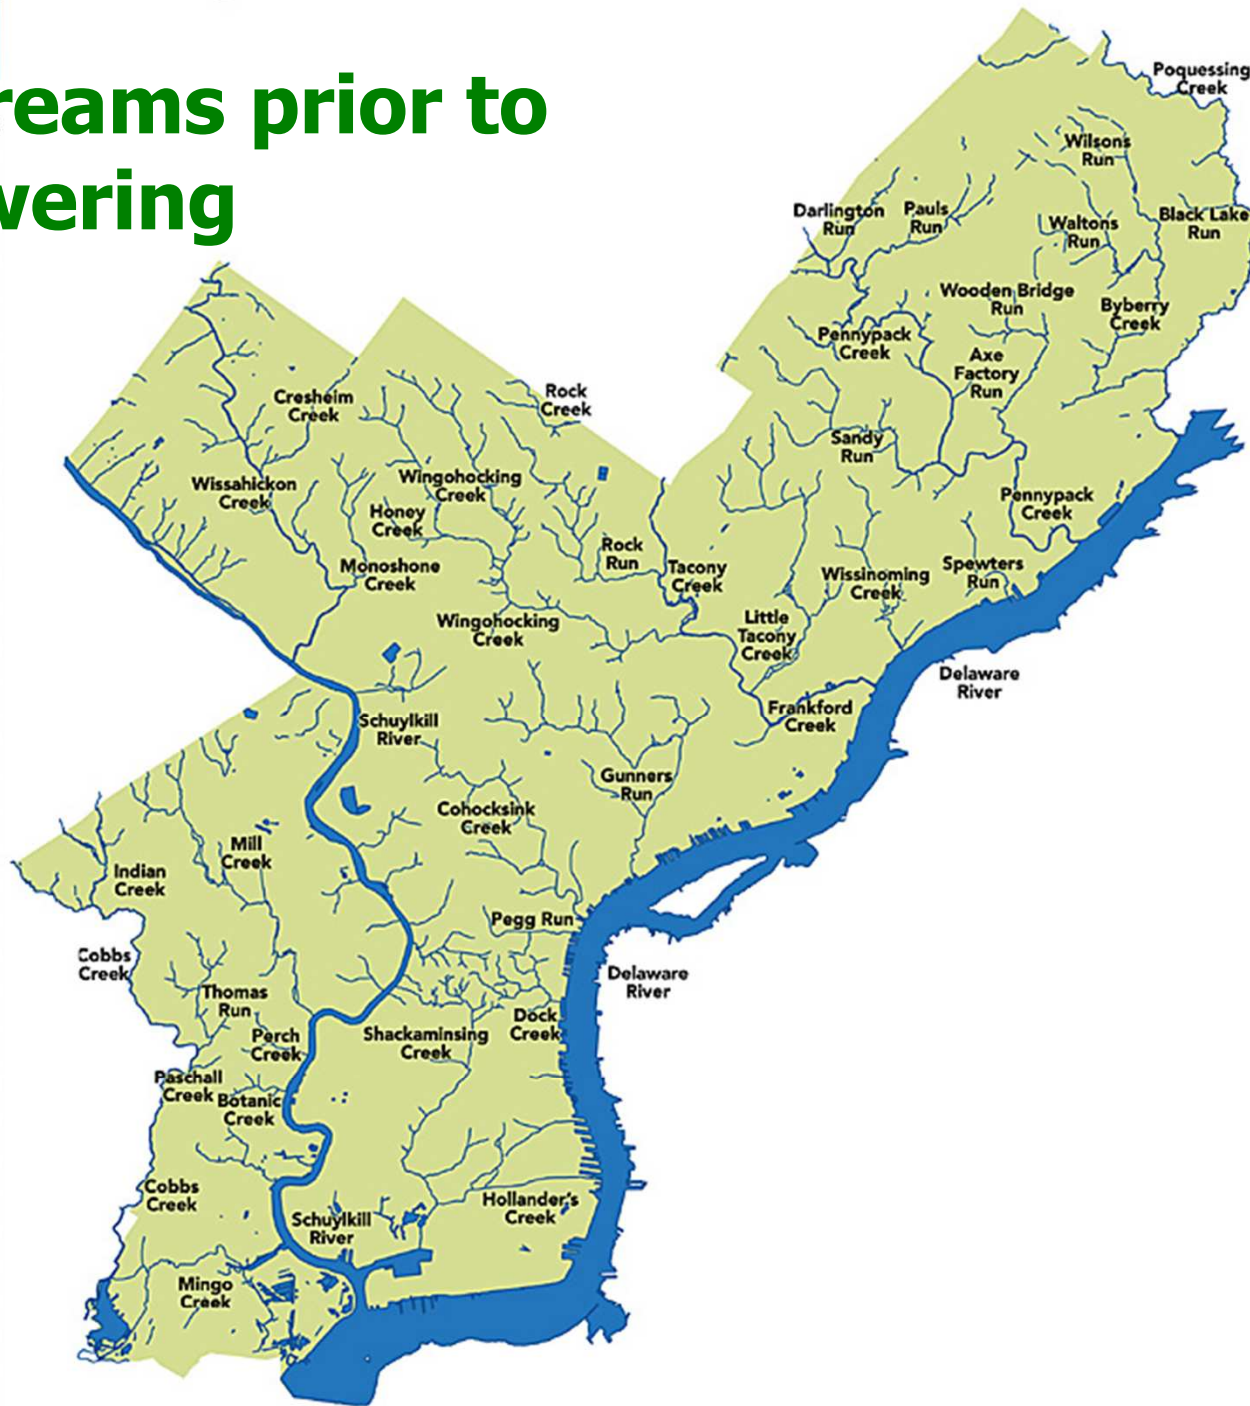 reams prior to
wering
Poquessing
Creek
Wilsons
Run
Darlington
Run
Pauls
Run
Waltons
Run
Black Lake
Run
Wooden Bridge
Run
Byberry
Creek
Pennypack
Creek
Axe
Factory
Run
Cresheim
Creek
Rock
Creek
Sandy
Run
Wissahickon
Creek
Wingohocking
Creek
Honey
Creek
Pennypack
Creek
Monoshone
Creek
Rock
Run
Tacony
Creek
Wissinoming
Creek
Spewters
Run
Wingohocking
Creek
Little
Tacony
Creek
Delaware
River
Frankford
Creek
Schuylkill
River
Gunners
Run
Cohocksink
Creek
Mill
Creek
Indian
Creek
Pegg Run
Cobbs
Creek
Delaware
River
Thomas
Run
Dock
Creek
Perch
Creek
Shackaminsing
Creek
Paschall
Creek
Botanic
Creek
Cobbs
Creek
Hollander's
Creek
Schuylkill
River
Mingo
Creek